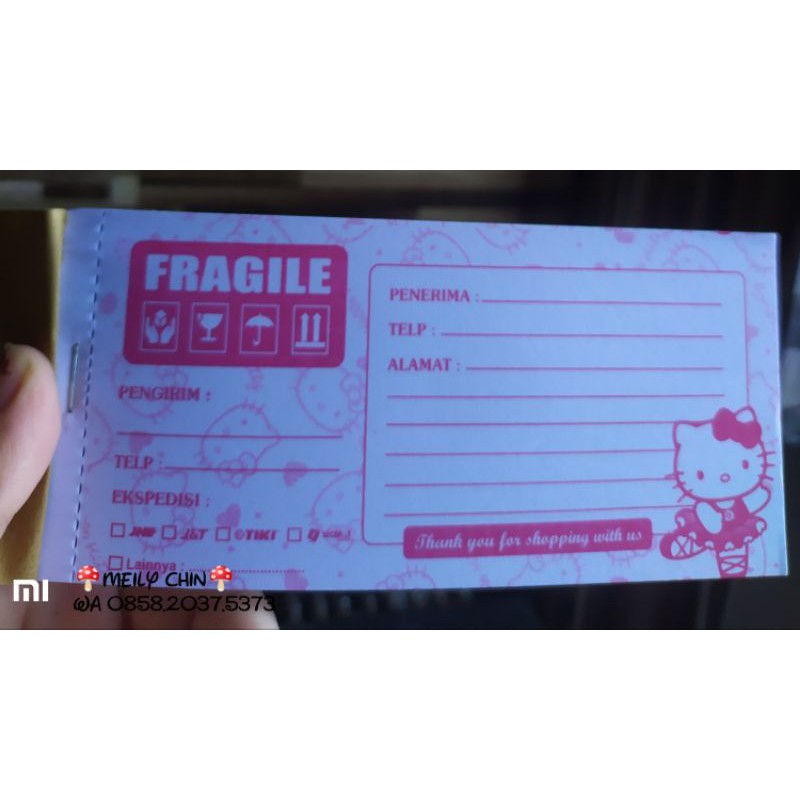 FRAGILE
PENGIRIM :
TELP :
EKSPEDISI :
JNE J&T TIKI
Lainnya :
PENERIMA :
TELP :
ALAMAT :
Thank you for shopping with us
MEILY CHIN
WA 0858.2037.5373
MI